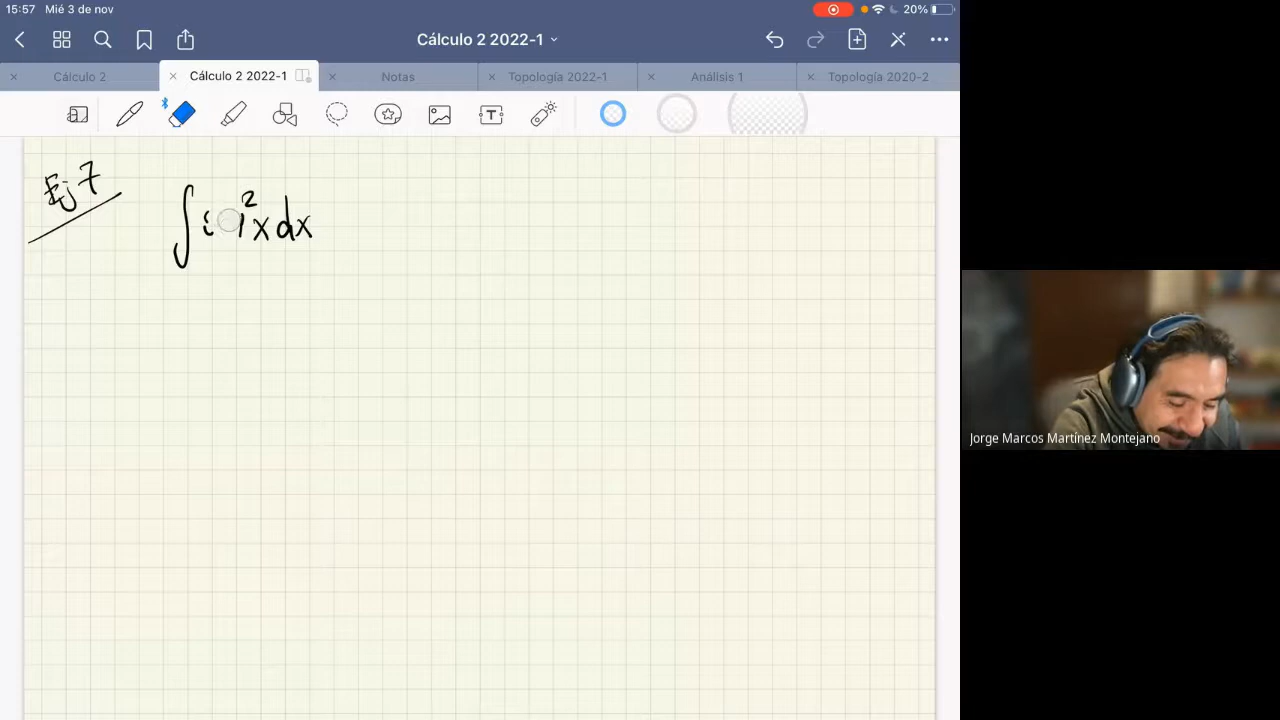 15:57 Mié 3 de nov 20%
Cálculo 2 2022-1
Cálculo 2 Cálculo 2 2022-1 Notas Topología 2022-1 Análisis 1 Topología 2020-2
T
Ej 7
∫ ² x dx
Jorge Marcos Martínez Montejano